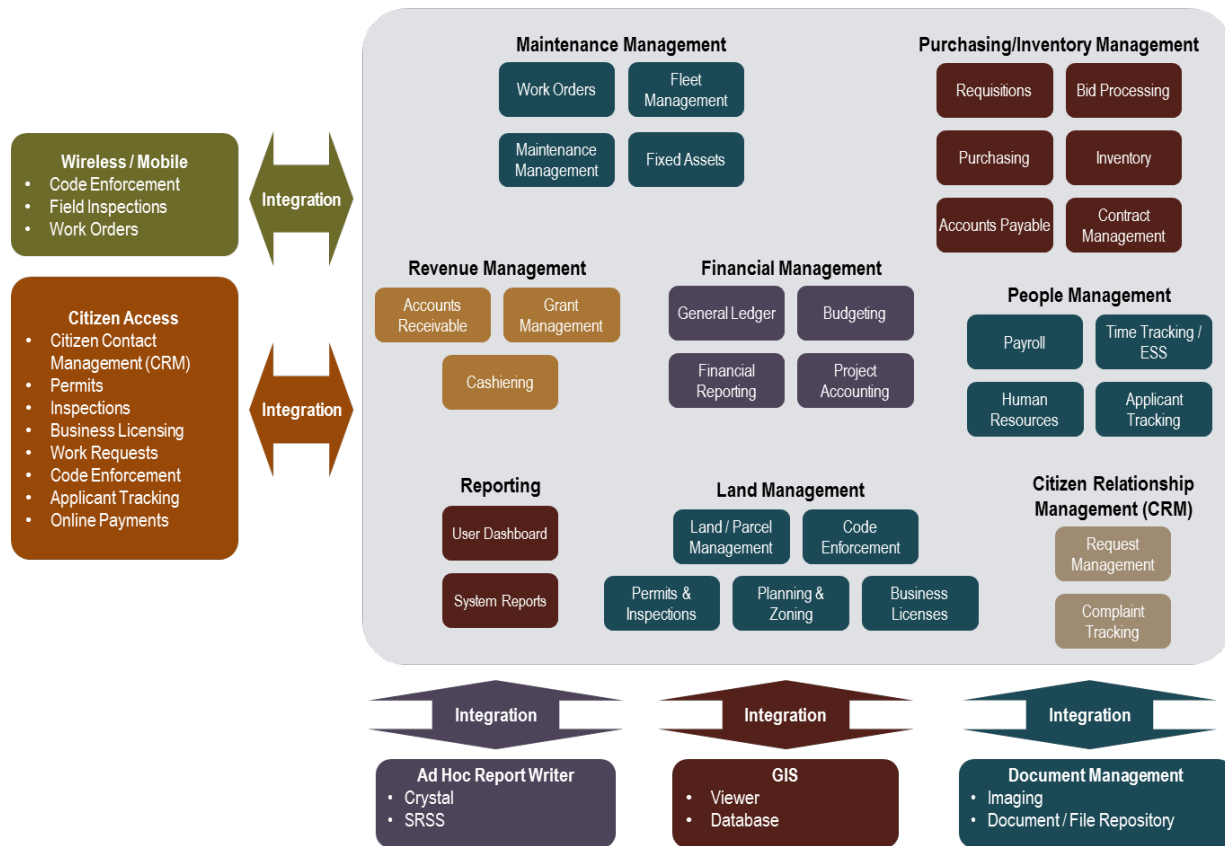 Maintenance Management
Work Orders
Fleet
Management
Maintenance
Management
Fixed Assets
Purchasing/Inventory Management
Requisitions
Bid Processing
Purchasing
Inventory
Accounts Payable
Contract
Management
Wireless / Mobile
• Code Enforcement
• Field Inspections
• Work Orders
Integration
Citizen Access
• Citizen Contact
Management (CRM)
• Permits
• Inspections
• Business Licensing
• Work Requests
• Code Enforcement
• Applicant Tracking
• Online Payments
Integration
Revenue Management
Accounts
Receivable
Grant
Management
Cashiering
Financial Management
General Ledger
Budgeting
Financial
Reporting
Project
Accounting
People Management
Payroll
Time Tracking /
ESS
Human
Resources
Applicant
Tracking
Reporting
User Dashboard
System Reports
Land Management
Land / Parcel
Management
Code
Enforcement
Permits &
Inspections
Planning &
Zoning
Business
Licenses
Citizen Relationship
Management (CRM)
Request
Management
Complaint
Tracking
Integration
Integration
Integration
Ad Hoc Report Writer
• Crystal
• SRSS
GIS
• Viewer
• Database
Document Management
• Imaging
• Document / File Repository